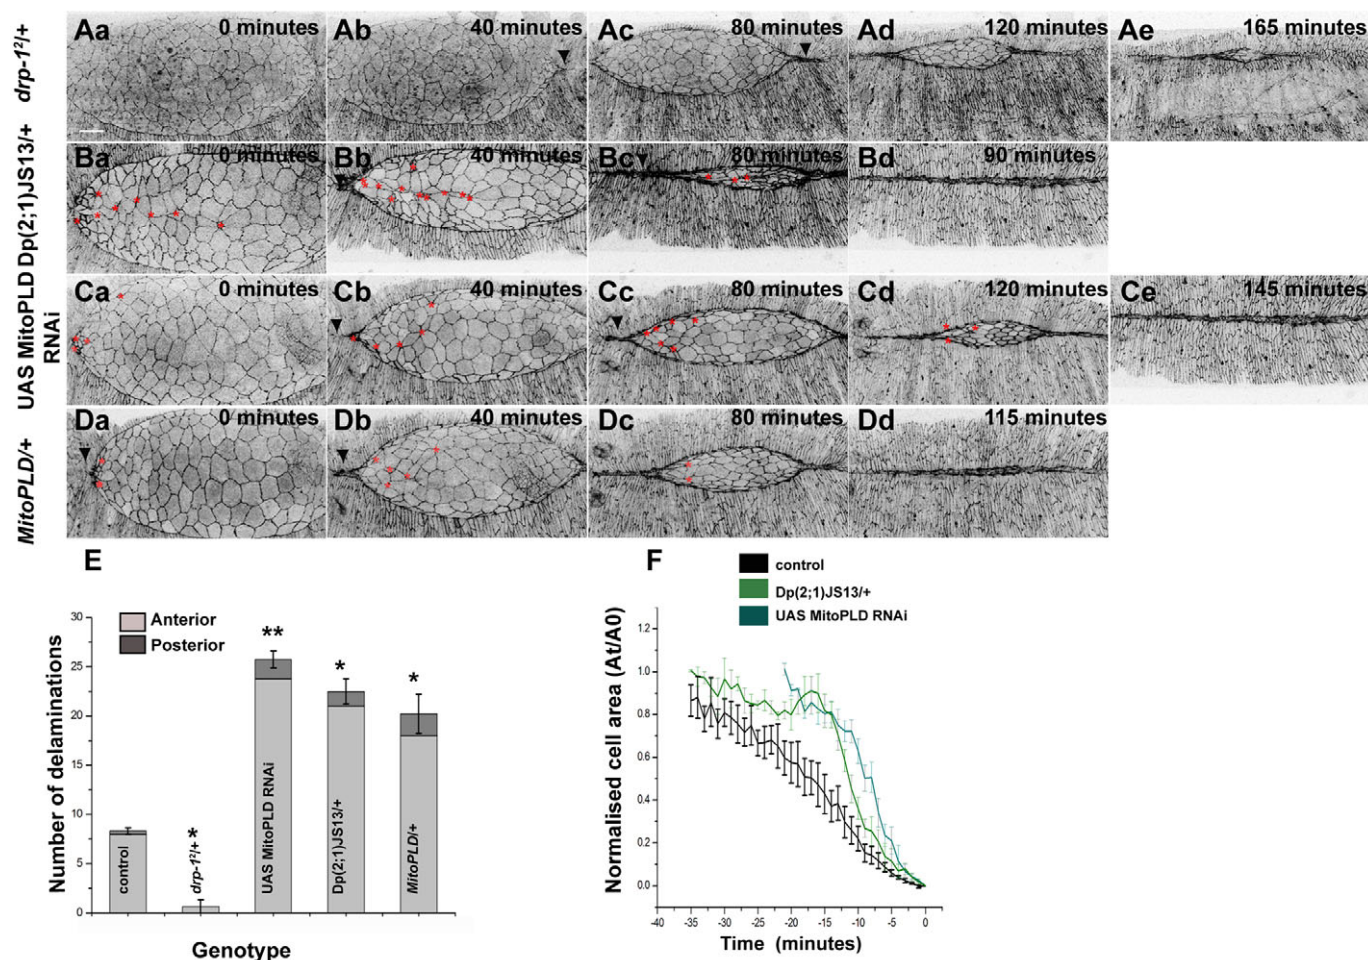 drp-1²/+
Aa 0 minutes
Ab 40 minutes
Ac 80 minutes
Ad 120 minutes
Ae 165 minutes
UAS MitoPLD Dp(2;1)JS13/+
RNAi
Ba 0 minutes
Bb 40 minutes
Bc 80 minutes
Bd 90 minutes
Ca 0 minutes
Cb 40 minutes
Cc 80 minutes
Cd 120 minutes
Ce 145 minutes
MitoPLD/+
Da 0 minutes
Db 40 minutes
Dc 80 minutes
Dd 115 minutes
E
Anterior
Posterior
Number of delaminations
30
25
20
15
10
5
0
control
*
drp-1²/+
**
UAS MitoPLD RNAi
*
Dp(2;1)JS13/+
*
MitoPLD/+
Genotype
F
control
Dp(2;1)JS13/+
UAS MitoPLD RNAi
Normalised cell area (At/A0)
1.2
1.0
0.8
0.6
0.4
0.2
0.0
-40 -35 -30 -25 -20 -15 -10 -5 0
Time (minutes)